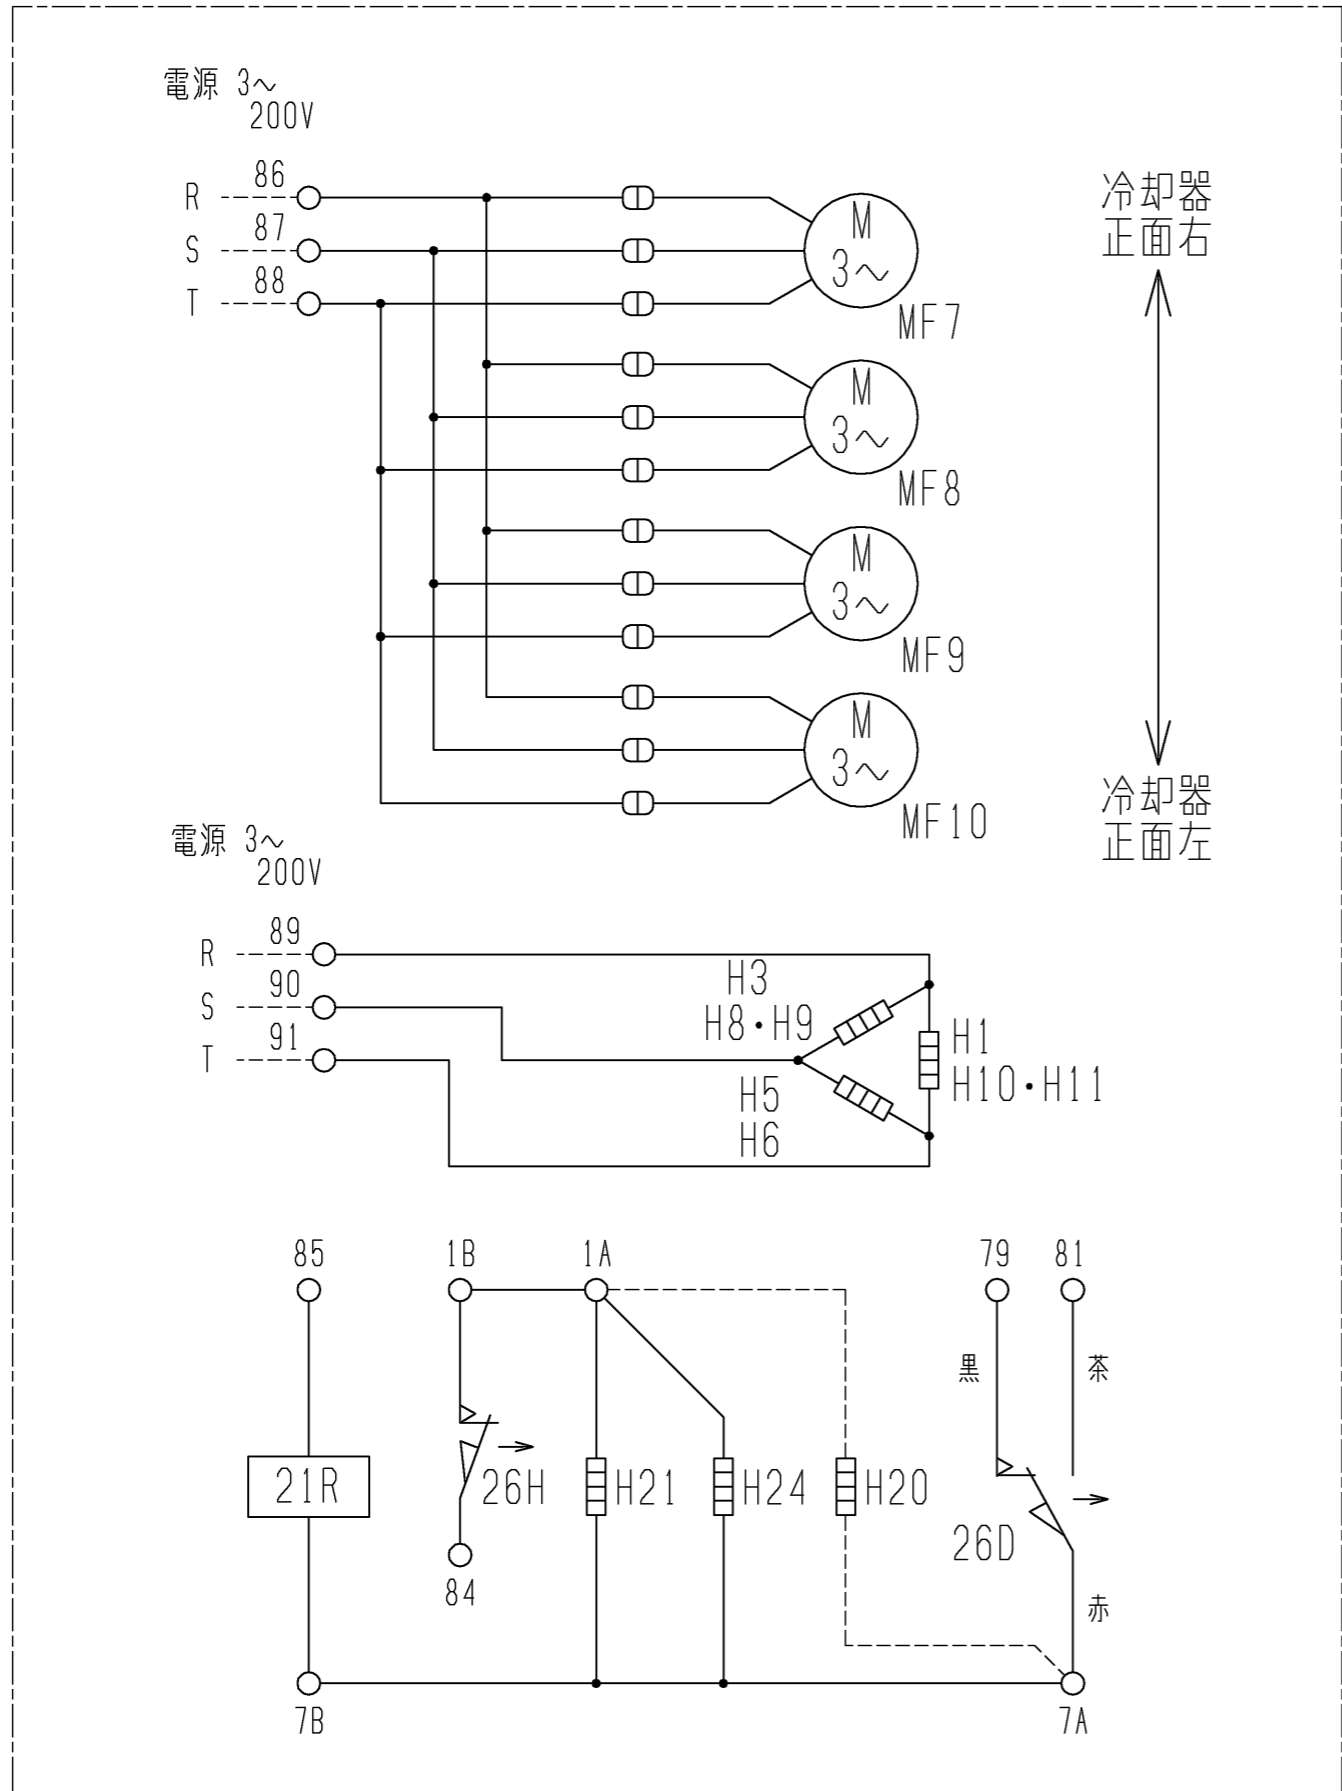 電源 3～
200V
R 86
S 87
T 88
M
3～
MF7
M
3～
MF8
M
3～
MF9
M
3～
MF10
冷却器
正面右
冷却器
正面左
電源 3～
200V
R 89
S 90
T 91
H3
H8・H9
H1
H10・H11
H5
H6
85 1B 1A 79 81
黒 茶
21R 26H H21 H24 H20
26D
84
赤
7B 7A